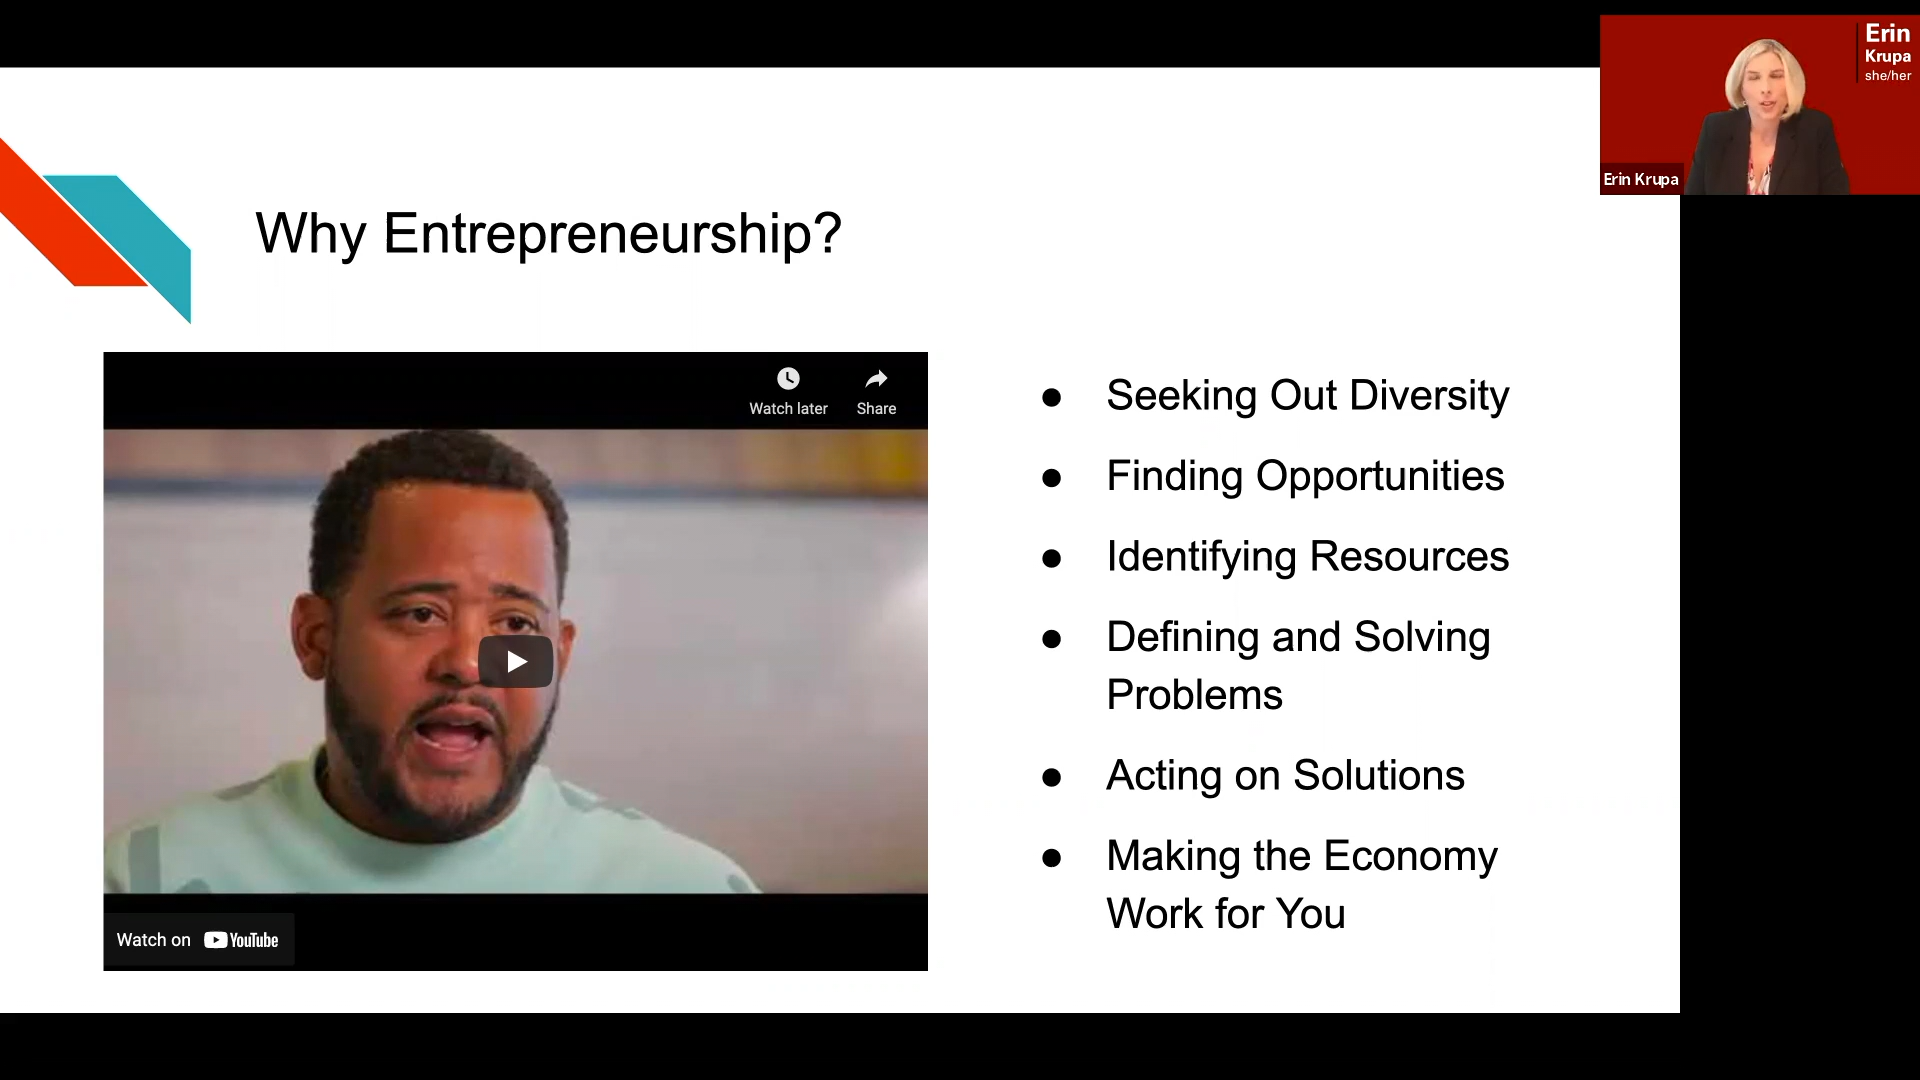 Erin
Krupa
she/her
Erin Krupa
Why Entrepreneurship?
Watch later
Share
Watch on YouTube
● Seeking Out Diversity
● Finding Opportunities
● Identifying Resources
● Defining and Solving
Problems
● Acting on Solutions
● Making the Economy
Work for You